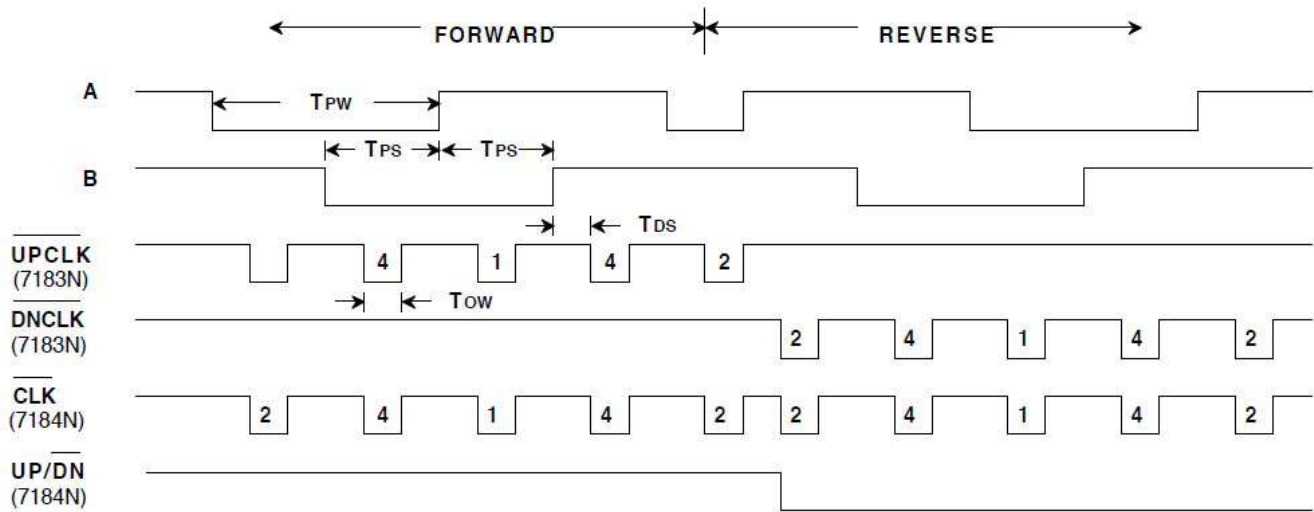 FORWARD REVERSE
A
TPW
TPS TPS
B
TDS
UPCLK 4 1 4 2
(7183N)
TOW
DNCLK 2 4 1 4 2
(7183N)
CLK 2 4 1 4 2 2 4 1 4 2
(7184N)
UP/DN
(7184N)